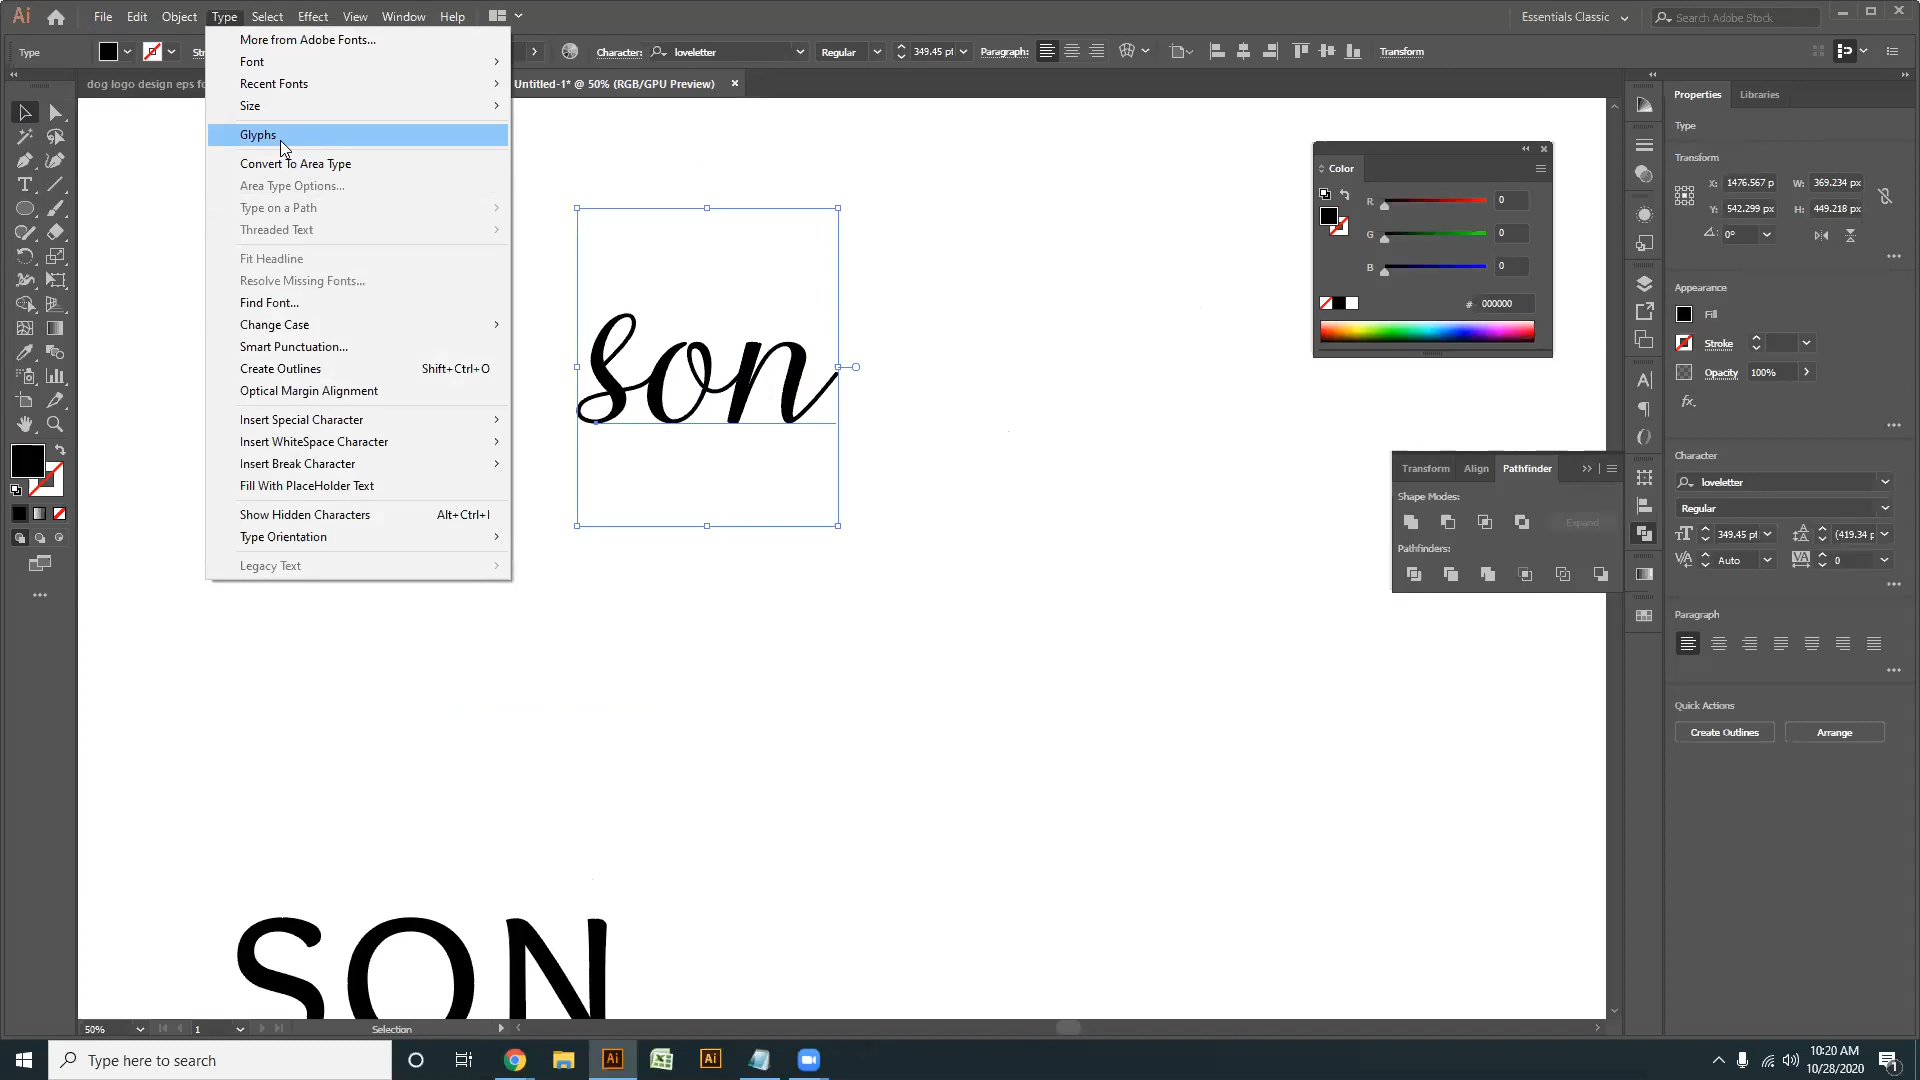 Ai File Edit Object Type Select Effect View Window Help Essentials Classic Search Adobe Stock
Type Character: loveletter Regular 349.45 pt Paragraph: Transform
dog logo design eps fo Untitled-1* @ 50% (RGB/GPU Preview)
More from Adobe Fonts...
Font
Recent Fonts
Size
Glyphs
Convert To Area Type
Area Type Options...
Type on a Path
Threaded Text
Fit Headline
Resolve Missing Fonts...
Find Font...
Change Case
Smart Punctuation...
Create Outlines Shift+Ctrl+O
Optical Margin Alignment
Insert Special Character
Insert WhiteSpace Character
Insert Break Character
Fill With PlaceHolder Text
Show Hidden Characters Alt+Ctrl+I
Type Orientation
Legacy Text
son
SON
Color
R 0
G 0
B 0
# 000000
Transform Align Pathfinder
Shape Modes:
Expand
Pathfinders:
Properties Libraries
Type
Transform
X: 1476.567 p W: 369.234 px
Y: 542.299 px H: 449.218 px
0°
Appearance
Fill
Stroke
Opacity 100%
fx
Character
loveletter
Regular
349.45 pt (419.34 p
Auto 0
Paragraph
Quick Actions
Create Outlines Arrange
50% 1 Selection
Type here to search
Ai Ai
10:20 AM
10/28/2020
1